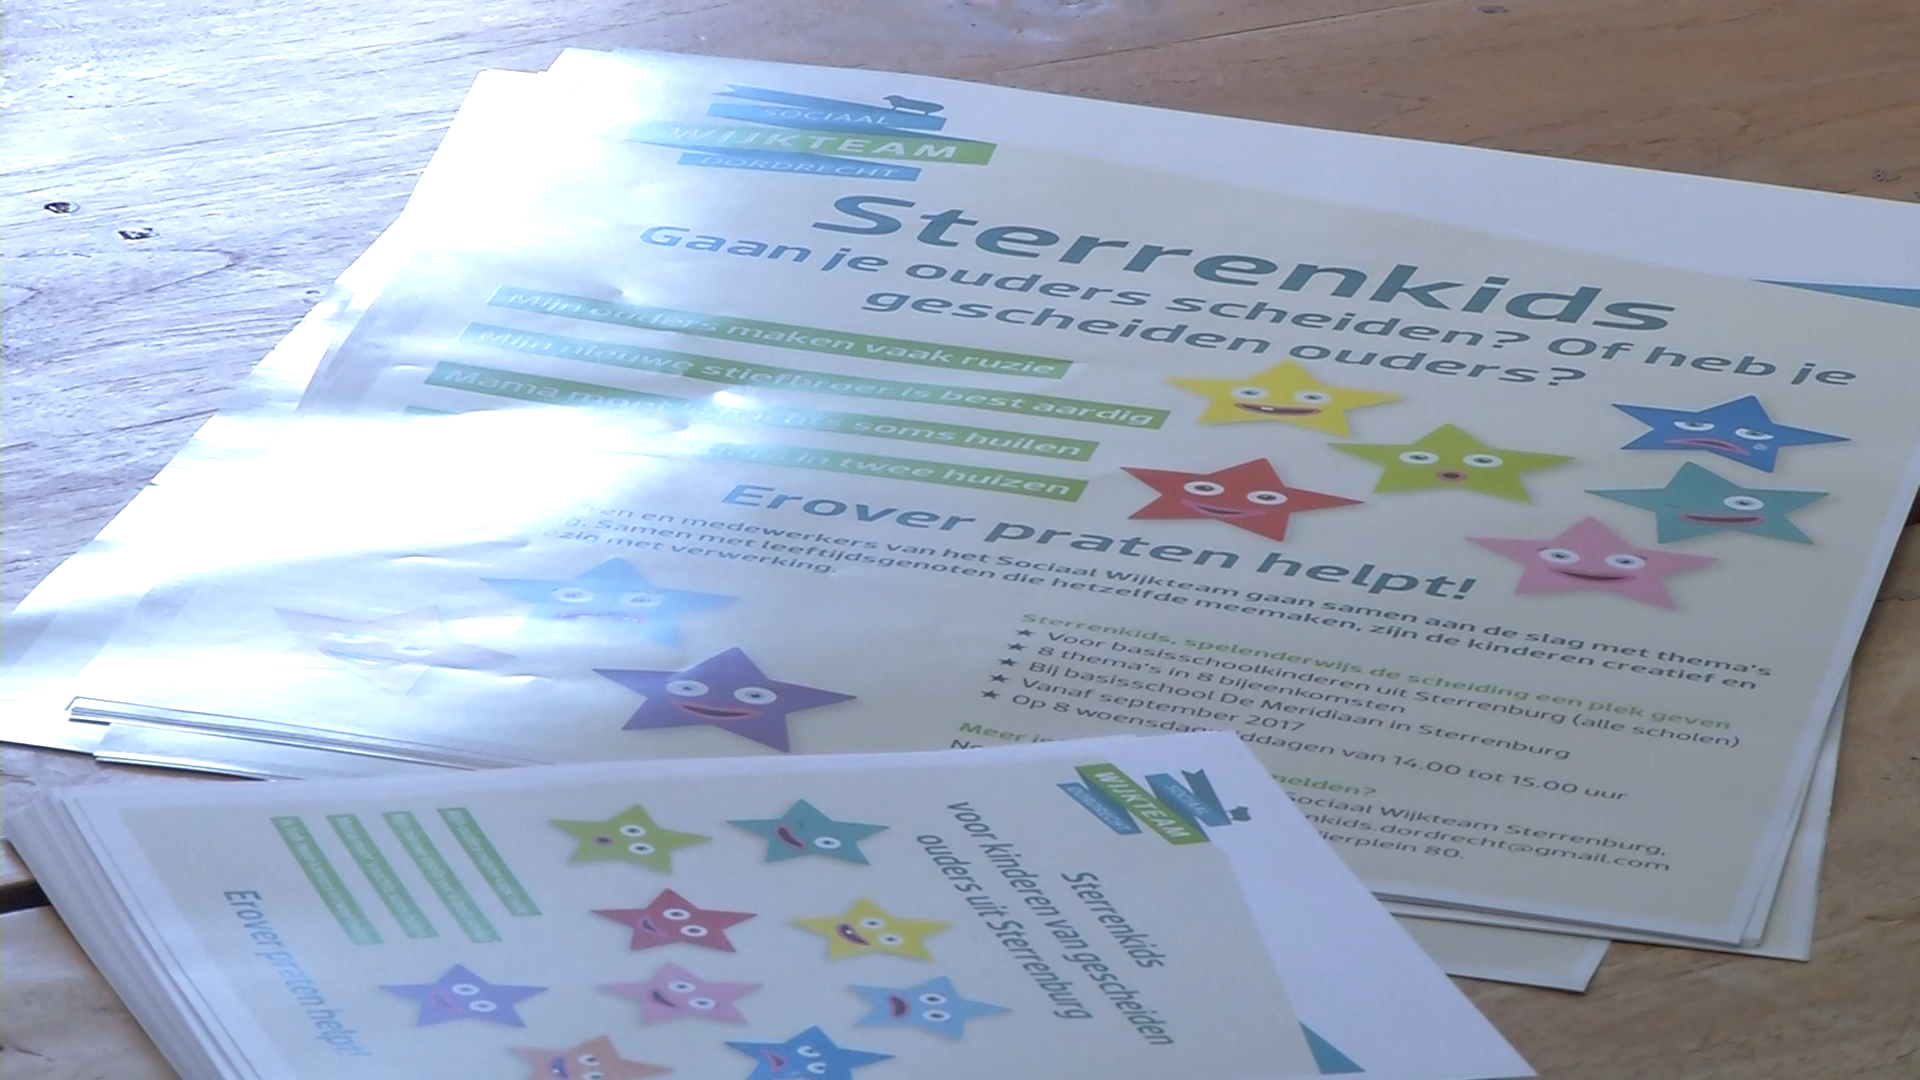 SOCIAAL
WIJKTEAM
DORDRECHT
Sterrenkids
Gaan je ouders scheiden? Of heb je
gescheiden ouders?
Mijn ouders maken vaak ruzie
Mijn nieuwe stiefbroer is best aardig
Mama moet soms huilen
in twee huizen
Erover praten helpt!
en medewerkers van het Sociaal Wijkteam gaan samen aan de slag met thema's
Samen met leeftijdsgenoten die hetzelfde meemaken, zijn de kinderen creatief en
met verwerking.
Sterrenkids, spelenderwijs de scheiding een plek geven
★ Voor basisschoolkinderen uit Sterrenburg (alle scholen)
★ 8 thema's in 8 bijeenkomsten
★ Bij basisschool De Meridiaan in Sterrenburg
★ Vanaf september 2017
★ Op 8 woensdagmiddagen van 14.00 tot 15.00 uur
Meer
Sociaal Wijkteam Sterrenburg.
nkids.dordrecht@gmail.com
80.
SOCIAAL
WIJKTEAM
DORDRECHT
Sterrenkids
voor kinderen van gescheiden
ouders uit Sterrenburg
Erover praten helpt!